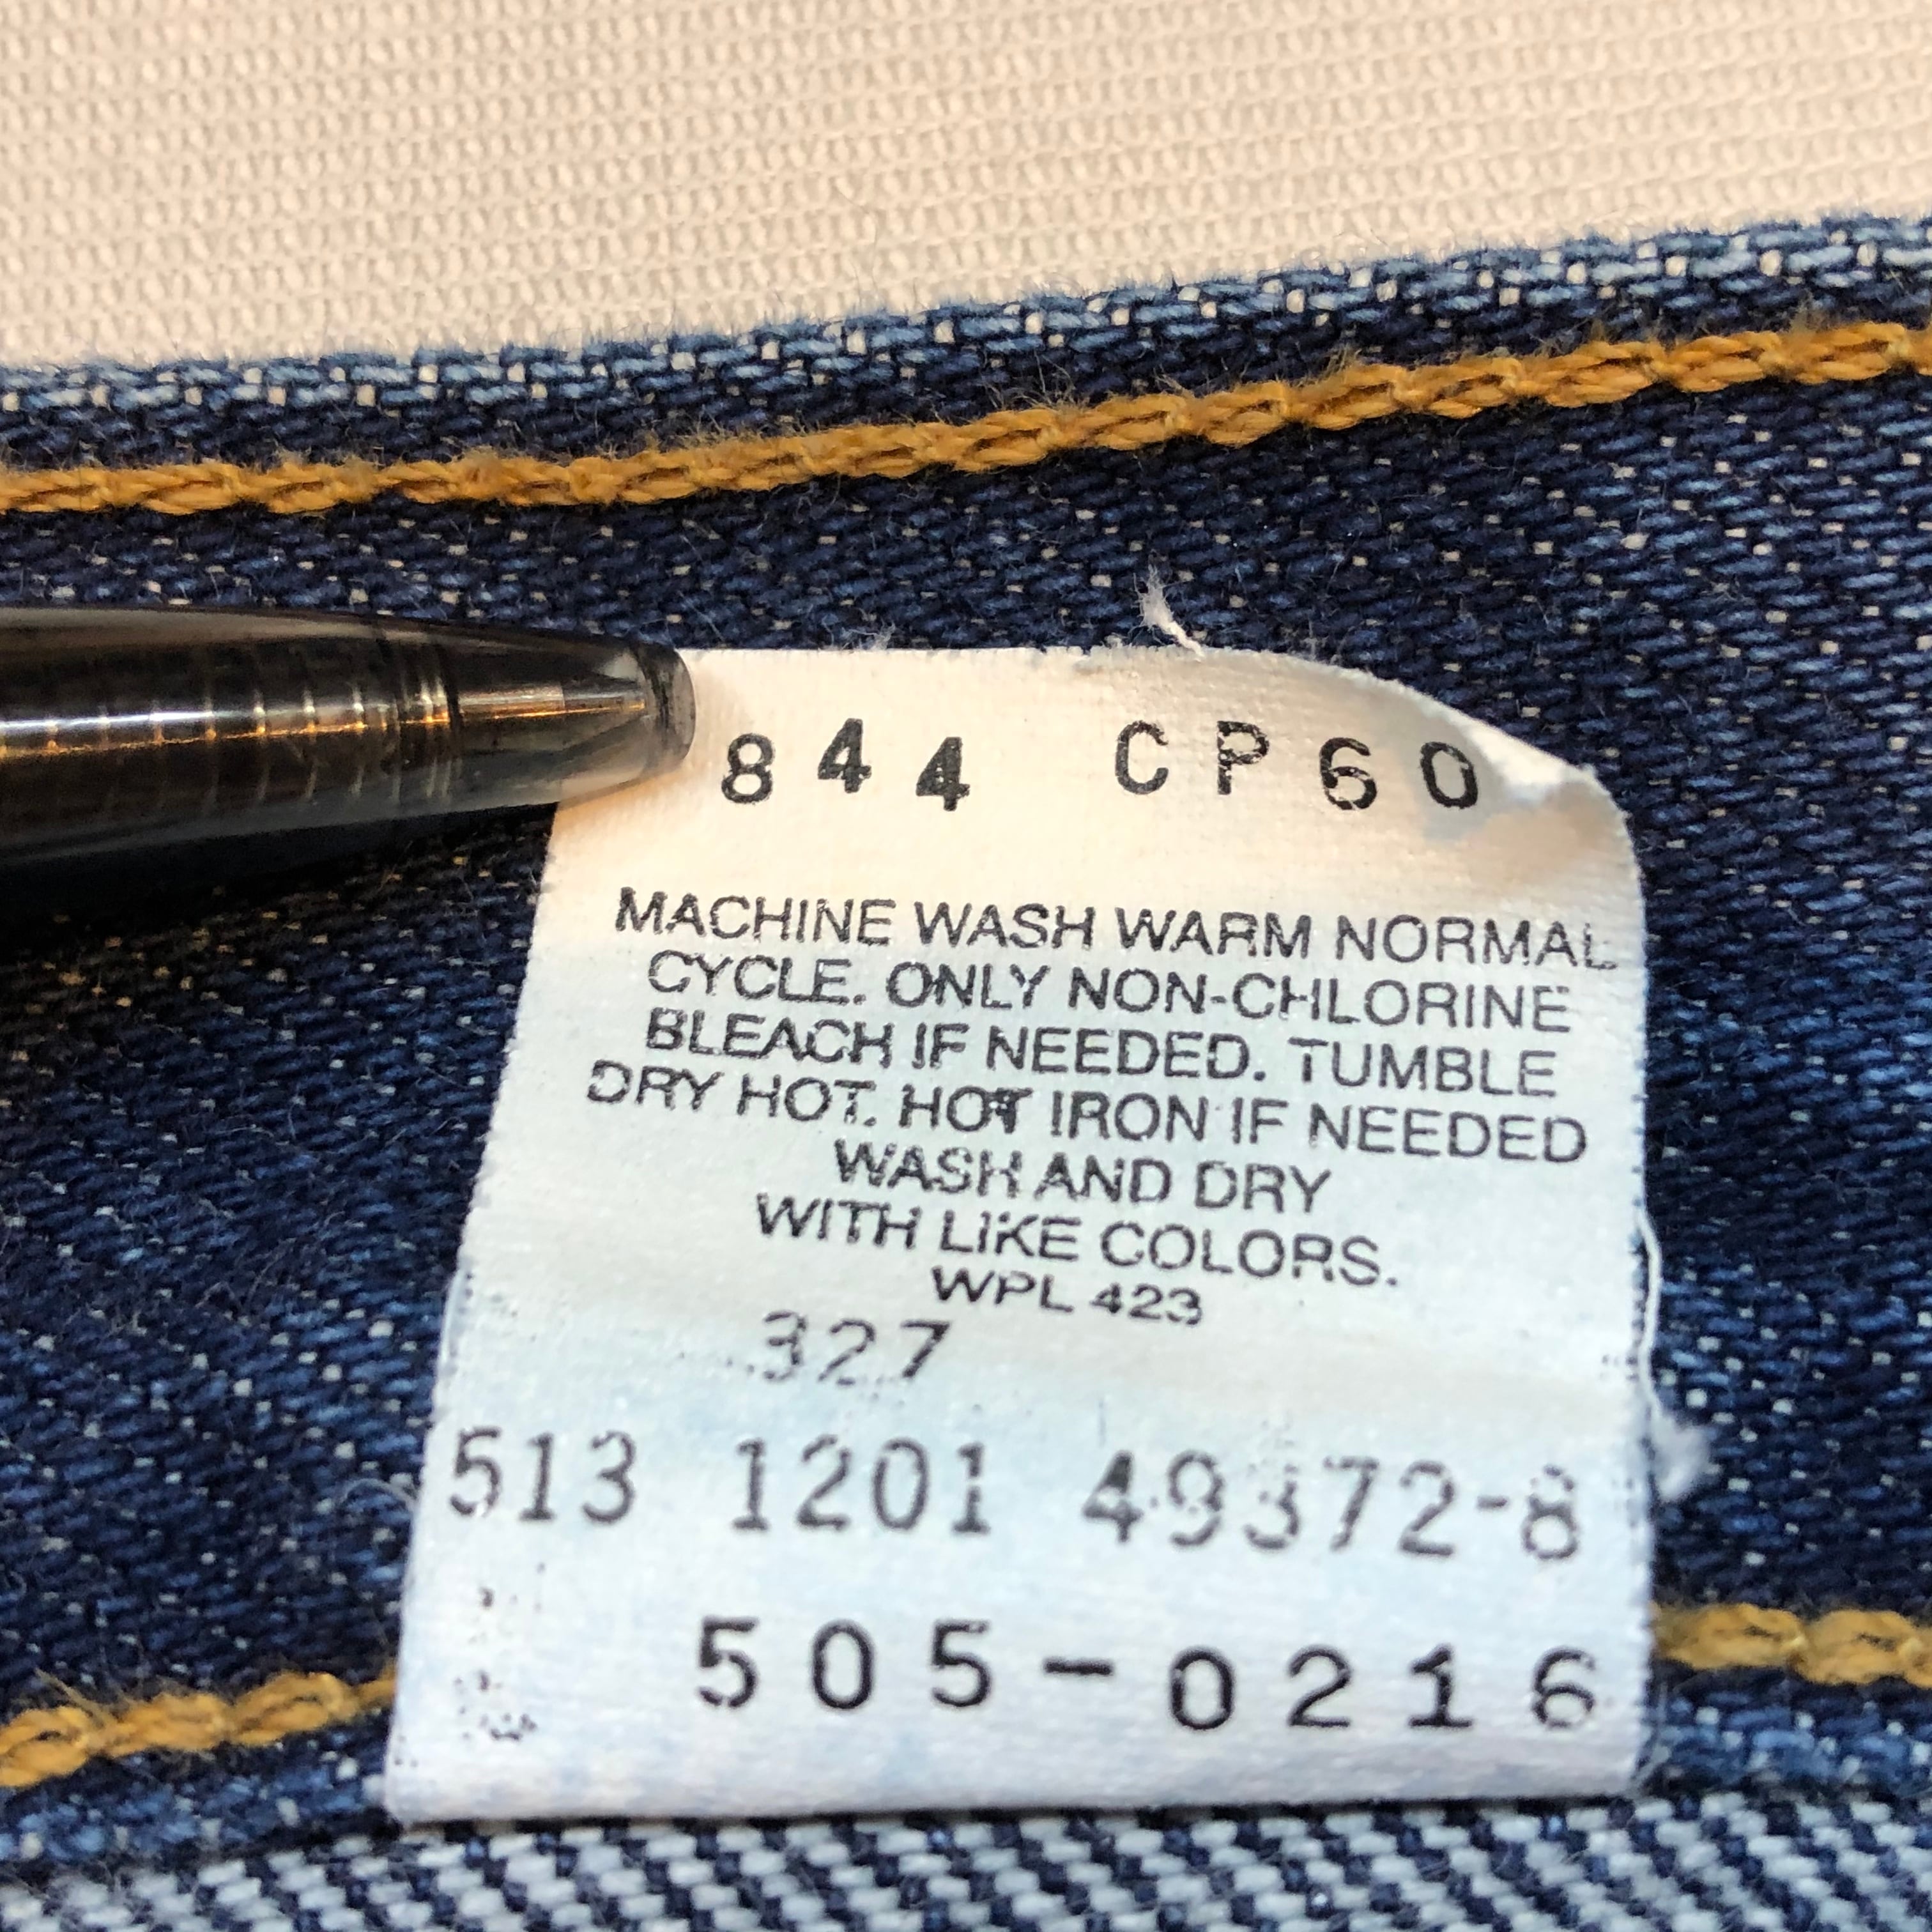 844 CP60
MACHINE WASH WARM NORMAL
CYCLE. ONLY NON-CHLORINE
BLEACH IF NEEDED. TUMBLE
DRY HOT. HOT IRON IF NEEDED
WASH AND DRY
WITH LIKE COLORS.
WPL 423
327
513 1201 49372-8
505-0216